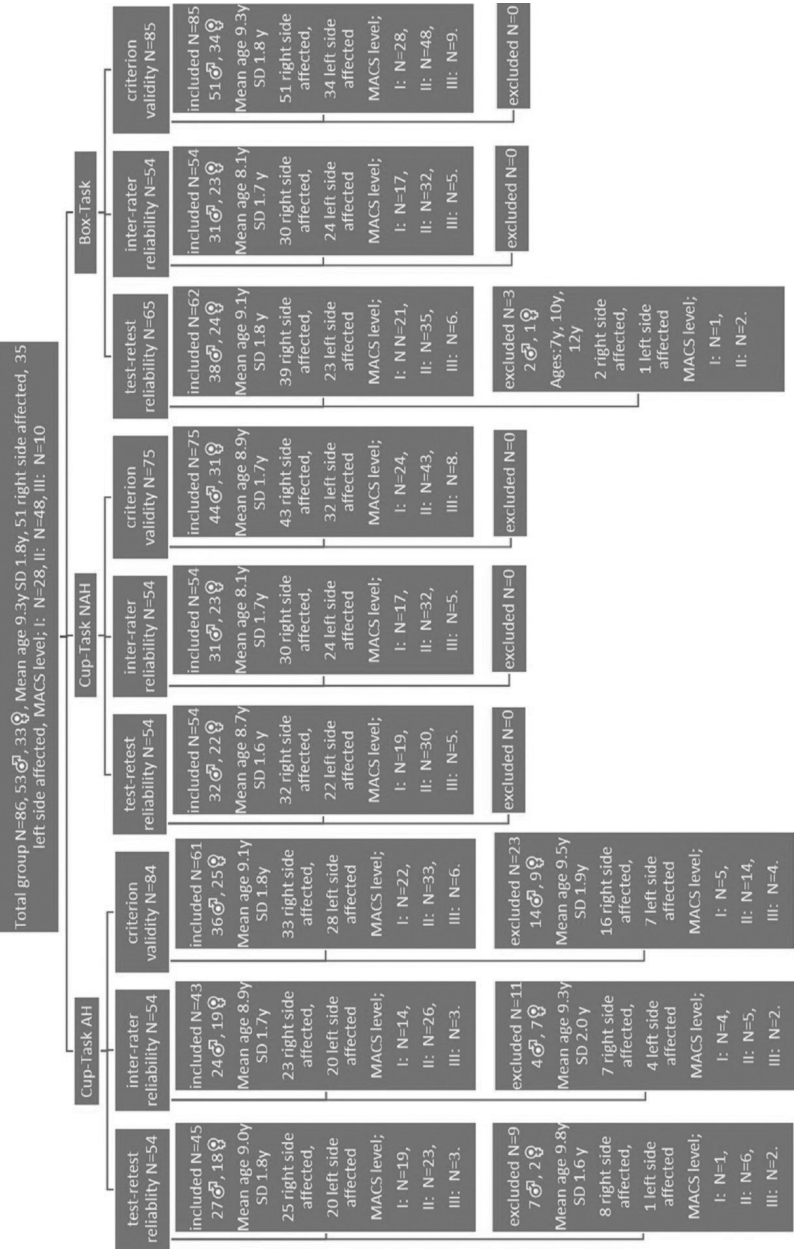 Total group N=86, 53♂, 33♀, Mean age 9.3y SD 1.8y, 51 right side affected, 35
left side affected, MACS level; I: N=28, II: N=48, III: N=10
Cup-Task AH
test-retest
reliablity N=54
included N=45
27♂, 18♀
Mean age 9.0y
SD 1.8y
25 right side
affected,
20 left side
affected
MACS level;
I: N=19,
II: N=23,
III: N=3.
excluded N=9
7♂, 2♀
Mean age 9.8y
SD 1.6 y
8 right side
affected,
1 left side
affected
MACS level;
I: N=1,
II: N=6,
III: N=2.
inter-rater
reliability N=54
included N=43
24♂, 19♀
Mean age 8.9y
SD 1.7y
23 right side
affected,
20 left side
affected
MACS level;
I: N=14,
II: N=26,
III: N=3.
excluded N=11
4♂, 7♀
Mean age 9.3y
SD 2.0 y
7 right side
affected,
4 left side
affected
MACS level;
I: N=4,
II: N=5,
III: N=2.
criterion
validity N=84
included N=61
36♂, 25♀
Mean age 9.1y
SD 1.8y
33 right side
affected,
28 left side
affected
MACS level;
I: N=22,
II: N=33,
III: N=6.
excluded N=23
14♂, 9♀
Mean age 9.5y
SD 1.9y
16 right side
affected,
7 left side
affected
MACS level;
I: N=5,
II: N=14,
III: N=4.
Cup-Task NAH
test-retest
reliability N=54
included N=54
32♂, 22♀
Mean age 8.7y
SD 1.6y
32 right side
affected,
22 left side
affected
MACS level;
I: N=19,
II: N=30,
III: N=5.
excluded N=0
inter-rater
reliability N=54
included N=54
31♂, 23♀
Mean age 8.1y
SD 1.7y
30 right side
affected,
24 left side
affected
MACS level;
I: N=17,
II: N=32,
III: N=5.
excluded N=0
criterion
validity N=75
included N=75
44♂, 31♀
Mean age 8.9y
SD 1.7y
43 right side
affected,
32 left side
affected
MACS level;
I: N=24,
II: N=43,
III: N=8.
excluded N=0
Box-Task
test-retest
reliability N=65
included N=62
38♂, 24♀
Mean age 9.1y
SD 1.8 y
39 right side
affected,
23 left side
affected
MACS level;
I: N N=21,
II: N=35,
III: N=6.
excluded N=3
2 ♂, 1 ♀
Ages:7y, 10y,
12y
2 right side
affected,
1 left side
affected
MACS level;
I: N=1,
II: N=2.
inter-rater
reliability N=54
included N=54
31♂, 23♀
Mean age 8.1y
SD 1.7 y
30 right side
affected,
24 left side
affected
MACS level;
I: N=17,
II: N=32,
III: N=5.
excluded N=0
criterion
validity N=85
included N=85
51♂, 34♀
Mean age 9.3y
SD 1.8 y
51 right side
affected,
34 left side
affected
MACS level;
I: N=28,
II: N=48,
III: N=9.
excluded N=0